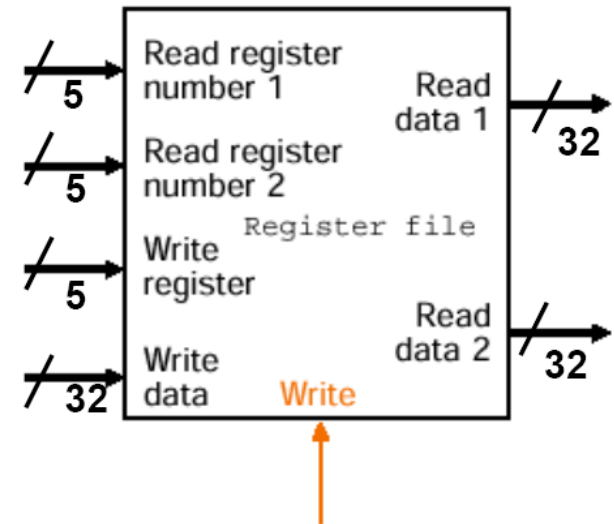 Read register
number 1
5
Read register
number 2
5
Write
register
5
Write
data
32
Register file
Write
Read
data 1
32
Read
data 2
32